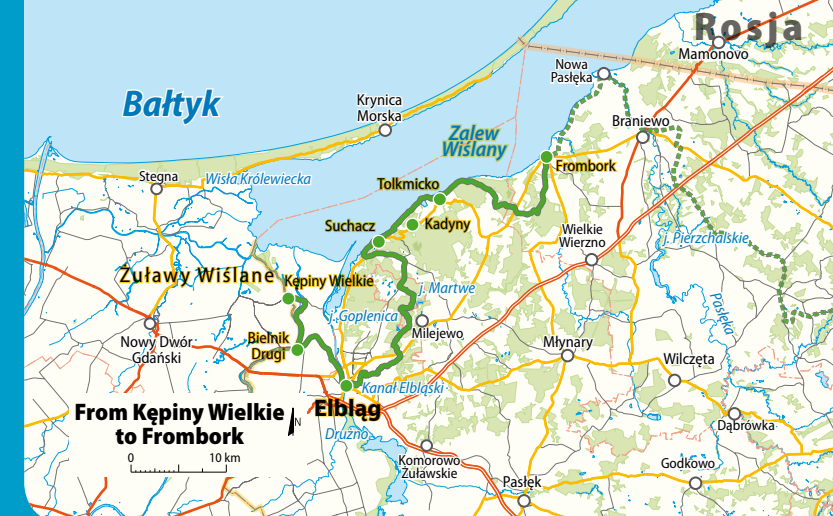 Rosja
Mamonovo
Nowa
Pasłęka
Bałtyk
Krynica
Morska
Braniewo
Zalew
Wiślany
Frombork
Stegna
Wisła Królewiecka
Tolkmicko
Kadyny
Suchacz
Wielkie
Wierzno
j. Pierzchalskie
Żuławy Wiślane
Kępiny Wielkie
j. Martwe
Pasłęka
j. Goplenica
Milejewo
Nowy Dwór
Gdański
Bielnik
Drugi
Młynary
Wilczęta
Kanał Elbląski
Elbląg
From Kępiny Wielkie
to Frombork
N
0 10 km
Drużno
Dąbrówka
Komorowo
Żuławskie
Godkowo
Pasłęk